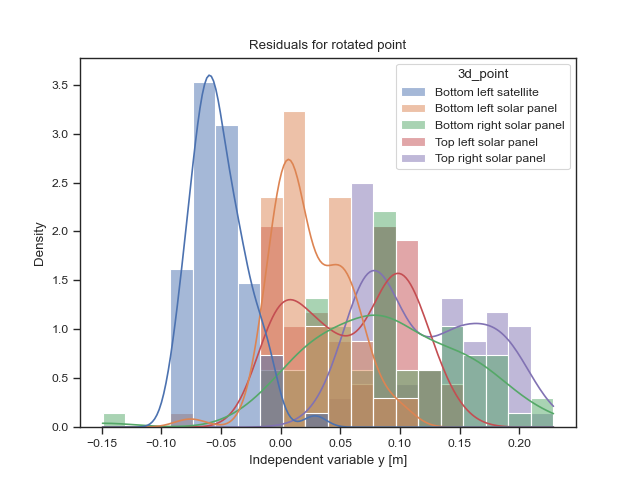 Residuals for rotated point
3d_point
Bottom left satellite
Bottom left solar panel
Bottom right solar panel
Top left solar panel
Top right solar panel
Density
3.5
3.0
2.5
2.0
1.5
1.0
0.5
0.0
−0.15 −0.10 −0.05 0.00 0.05 0.10 0.15 0.20
Independent variable y [m]